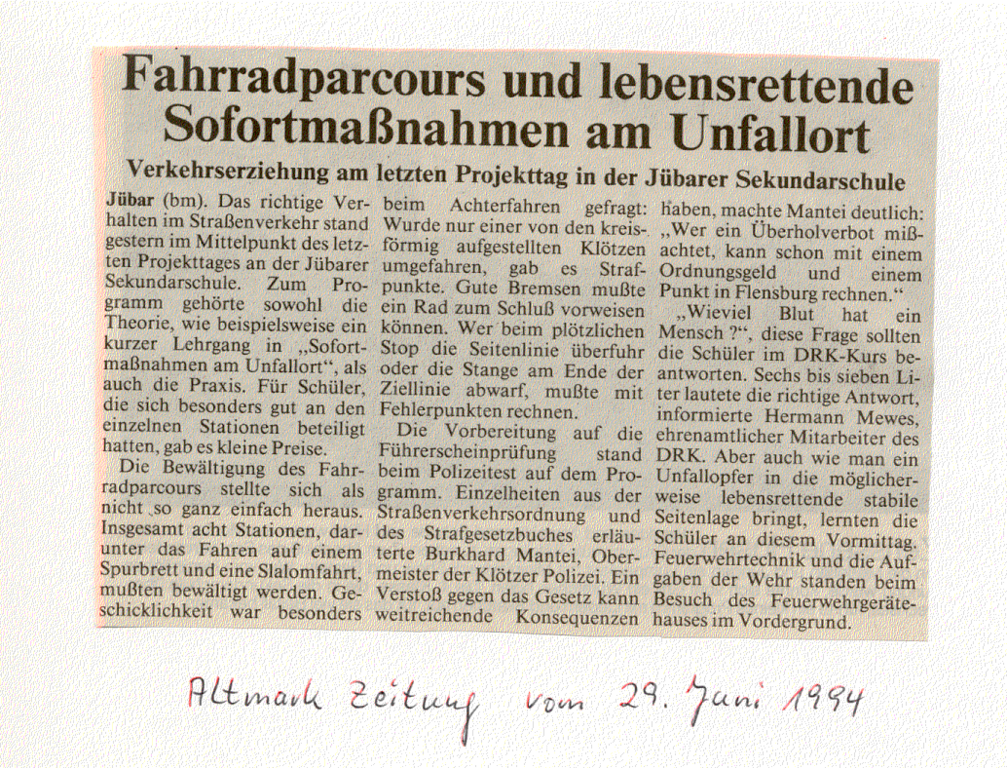 Fahrradparcours und lebensrettende
Sofortmaßnahmen am Unfallort
Verkehrserziehung am letzten Projekttag in der Jübarer Sekundarschule
Jübar (bm). Das richtige Ver-
halten im Straßenverkehr stand
gestern im Mittelpunkt des letz-
ten Projekttages an der Jübarer
Sekundarschule. Zum Pro-
gramm gehörte sowohl die
Theorie, wie beispielsweise ein
kurzer Lehrgang in „Sofort-
maßnahmen am Unfallort“, als
auch die Praxis. Für Schüler,
die sich besonders gut an den
einzelnen Stationen beteiligt
hatten, gab es kleine Preise.
Die Bewältigung des Fahr-
radparcours stellte sich als
nicht so ganz einfach heraus.
Insgesamt acht Stationen, dar-
unter das Fahren auf einem
Spurbrett und eine Slalomfahrt,
mußten bewältigt werden. Ge-
schicklichkeit war besonders
beim Achterfahren gefragt:
Wurde nur einer von den kreis-
förmig aufgestellten Klötzen
umgefahren, gab es Straf-
punkte. Gute Bremsen mußte
ein Rad zum Schluß vorweisen
können. Wer beim plötzlichen
Stop die Seitenlinie überfuhr
oder die Stange am Ende der
Ziellinie abwarf, mußte mit
Fehlerpunkten rechnen.
Die Vorbereitung auf die
Führerscheinprüfung stand
beim Polizeitest auf dem Pro-
gramm. Einzelheiten aus der
Straßenverkehrsordnung und
des Strafgesetzbuches erläu-
terte Burkhard Mantei, Ober-
meister der Klötzer Polizei. Ein
Verstoß gegen das Gesetz kann
weitreichende Konsequenzen
haben, machte Mantei deutlich:
„Wer ein Überholverbot miß-
achtet, kann schon mit einem
Ordnungsgeld und einem
Punkt in Flensburg rechnen.“
„Wieviel Blut hat ein
Mensch ?“, diese Frage sollten
die Schüler im DRK-Kurs be-
antworten. Sechs bis sieben Li-
ter lautete die richtige Antwort,
informierte Hermann Mewes,
ehrenamtlicher Mitarbeiter des
DRK. Aber auch wie man ein
Unfallopfer in die möglicher-
weise lebensrettende stabile
Seitenlage bringt, lernten die
Schüler an diesem Vormittag.
Feuerwehrtechnik und die Auf-
gaben der Wehr standen beim
Besuch des Feuerwehrgeräte-
hauses im Vordergrund.
Altmark Zeitung vom 29. Juni 1994